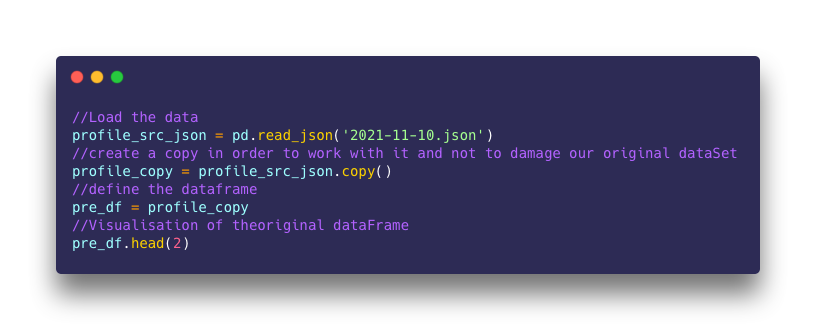 //Load the data
profile_src_json = pd.read_json('2021-11-10.json')
//create a copy in order to work with it and not to damage our original dataSet
profile_copy = profile_src_json.copy()
//define the dataframe
pre_df = profile_copy
//Visualisation of theoriginal dataFrame
pre_df.head(2)